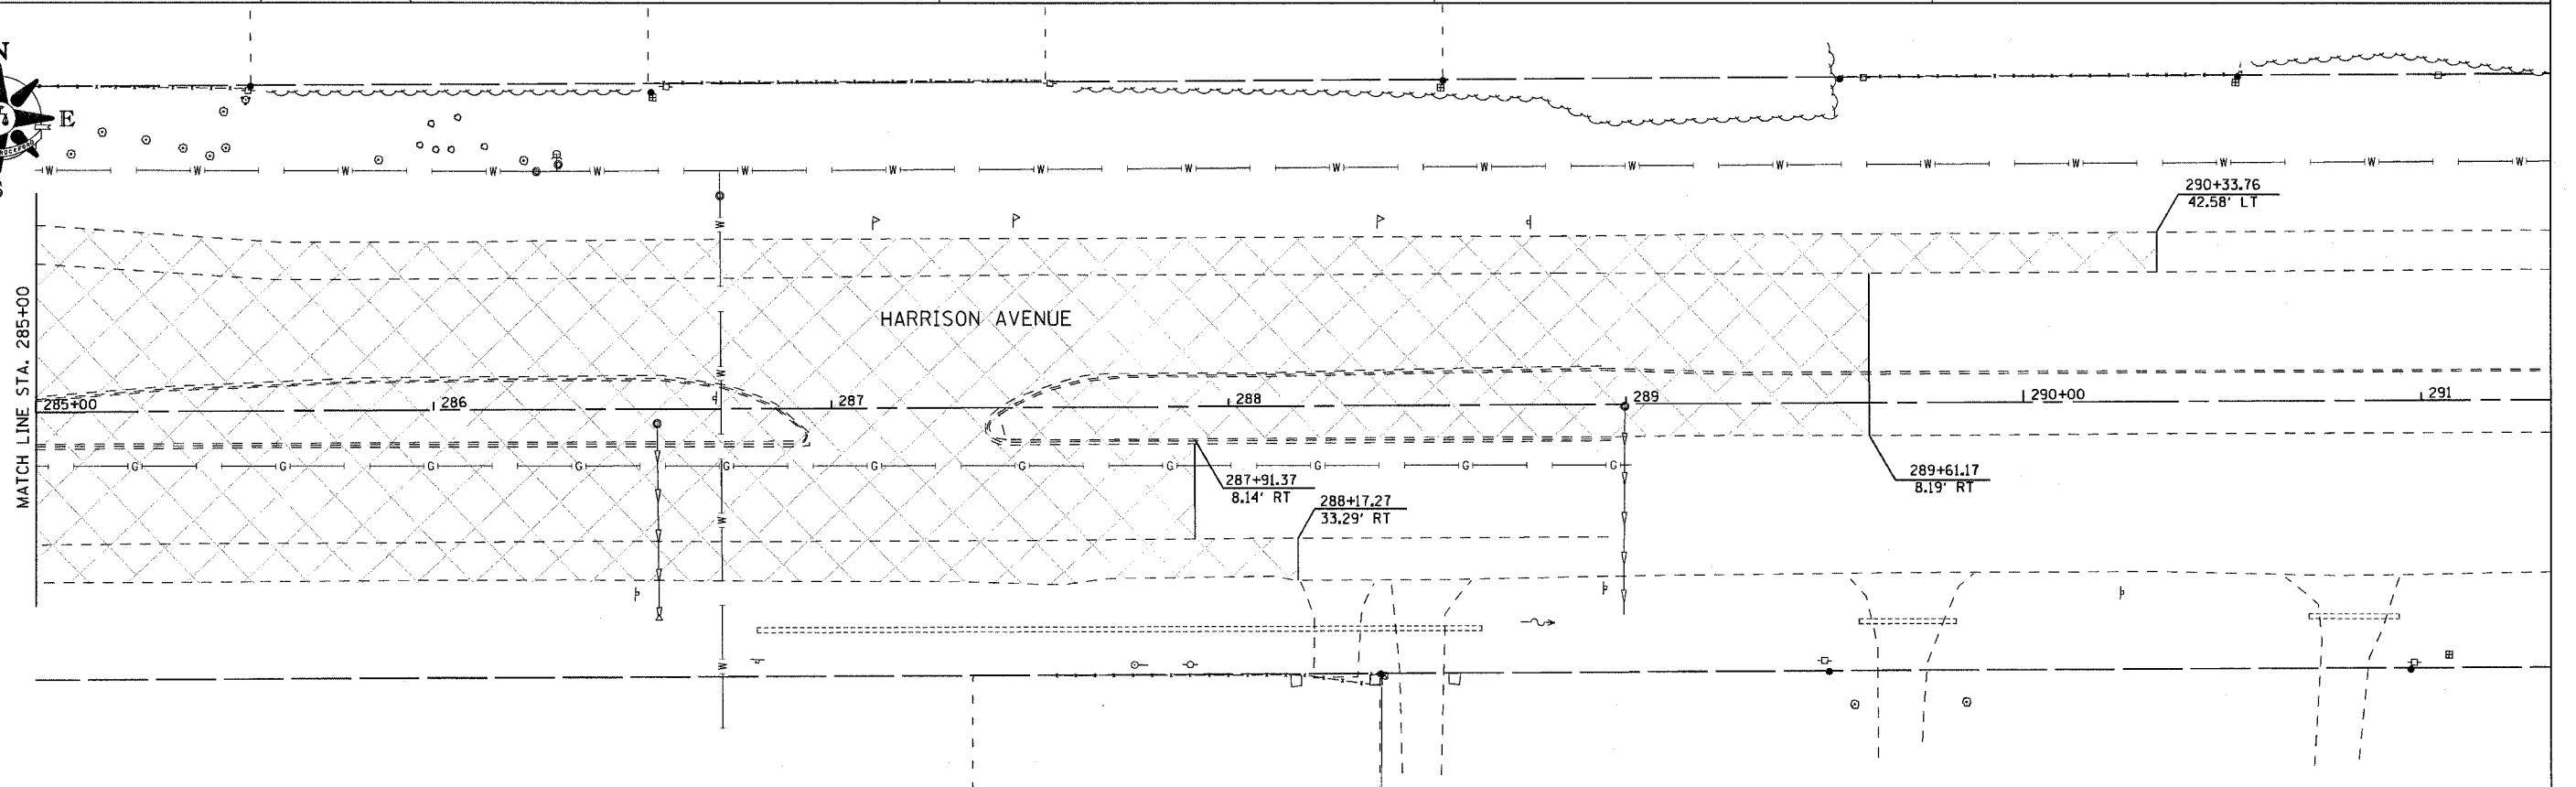 N
E
S
W W W W W W W W W W W W W W W W W
W
290+33.76
42.58' LT
MATCH LINE STA. 285+00
HARRISON AVENUE
W
285+00 286 287 288 289 290+00 291
G G G G G G G G G G G
287+91.37
8.14' RT
288+17.27
33.29' RT
289+61.17
8.19' RT
W
W